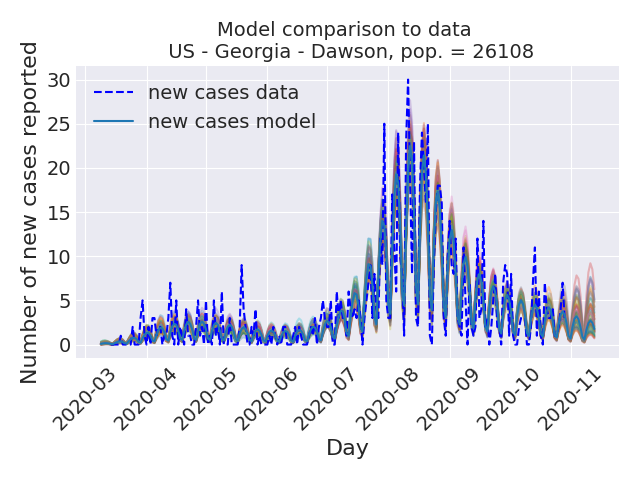 Model comparison to data
US - Georgia - Dawson, pop. = 26108
Number of new cases reported
30
25
20
15
10
5
0
new cases data
new cases model
2020-03
2020-04
2020-05
2020-06
2020-07
2020-08
2020-09
2020-10
2020-11
Day